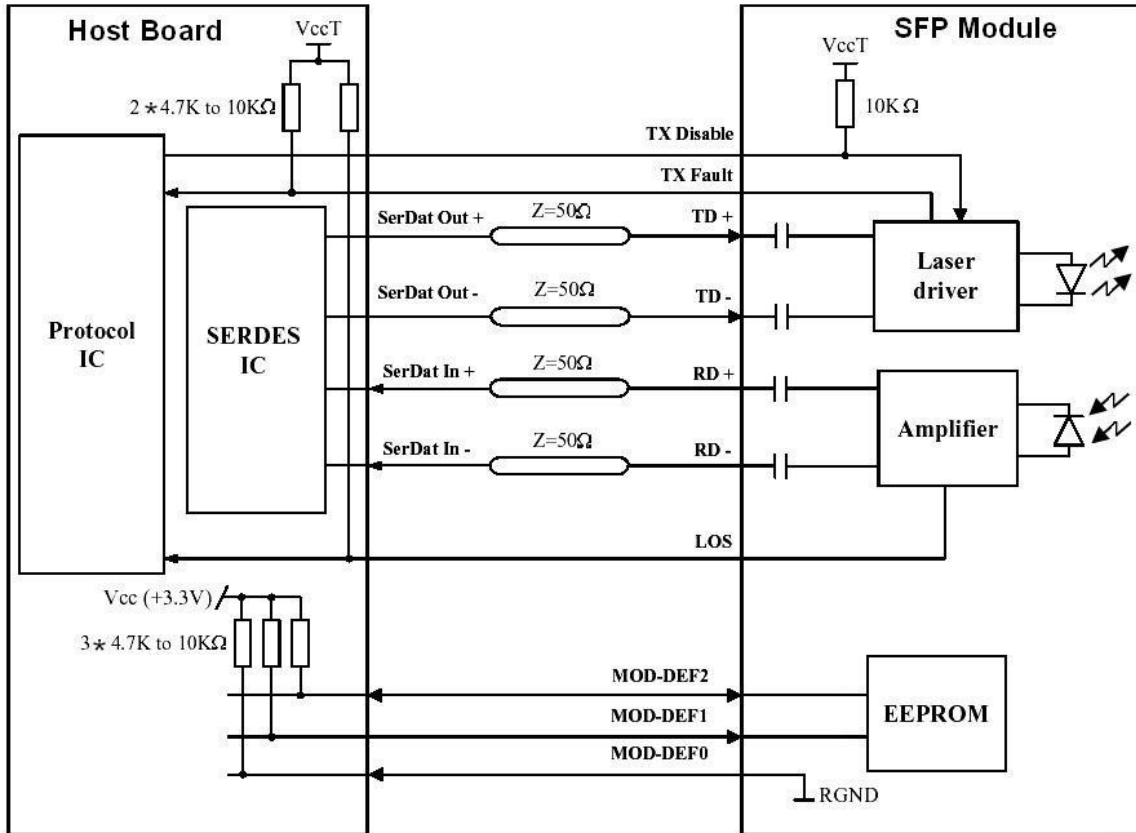 Host Board
SFP Module
VccT
VccT
2 * 4.7K to 10KΩ
10K Ω
TX Disable
TX Fault
SerDat Out +
Z=50Ω
TD +
Laser
driver
SerDat Out -
Z=50Ω
TD -
Protocol
IC
SERDES
IC
SerDat In +
Z=50Ω
RD +
Amplifier
SerDat In -
Z=50Ω
RD -
LOS
Vcc (+3.3V)
3 * 4.7K to 10KΩ
MOD-DEF2
MOD-DEF1
MOD-DEF0
EEPROM
RGND